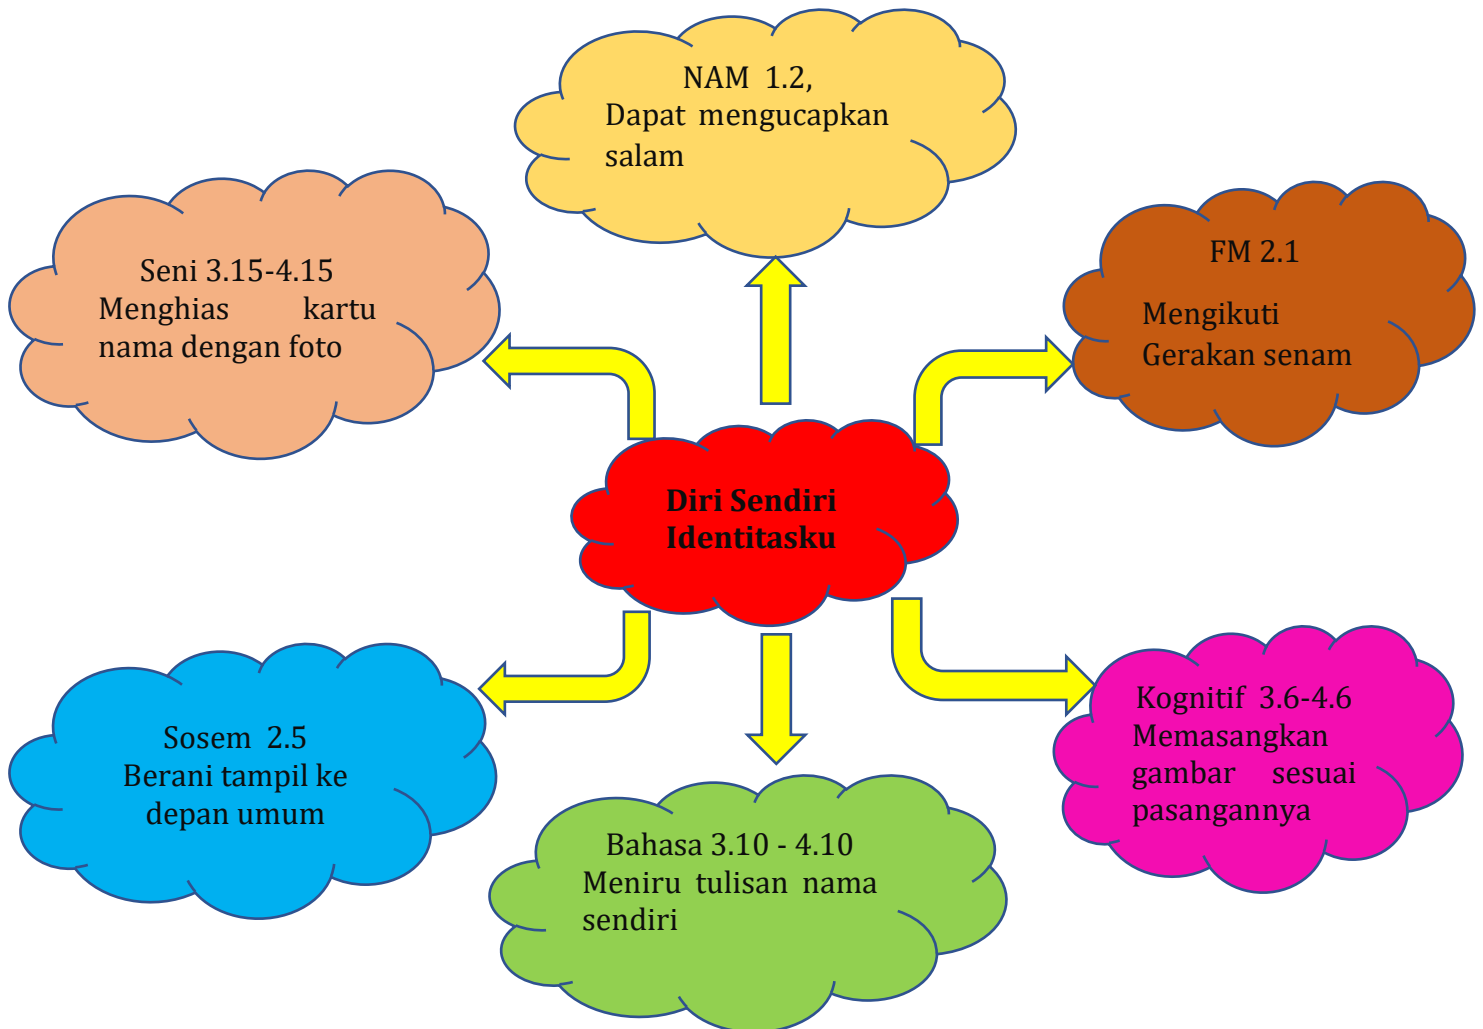 NAM 1.2,
Dapat mengucapkan
salam
Seni 3.15-4.15
Menghias kartu
nama dengan foto
FM 2.1
Mengikuti
Gerakan senam
Diri Sendiri
Identitasku
Sosem 2.5
Berani tampil ke
depan umum
Kognitif 3.6-4.6
Memasangkan
gambar sesuai
pasangannya
Bahasa 3.10 - 4.10
Meniru tulisan nama
sendiri